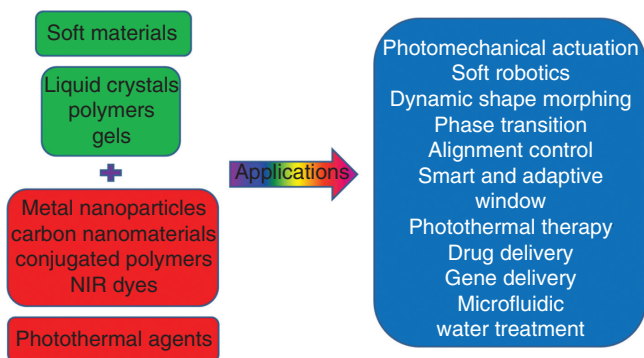 Soft materials
Liquid crystals
polymers
gels
+
Metal nanoparticles
carbon nanomaterials
conjugated polymers
NIR dyes
Photothermal agents
Applications
Photomechanical actuation
Soft robotics
Dynamic shape morphing
Phase transition
Alignment control
Smart and adaptive
window
Photothermal therapy
Drug delivery
Gene delivery
Microfluidic
water treatment